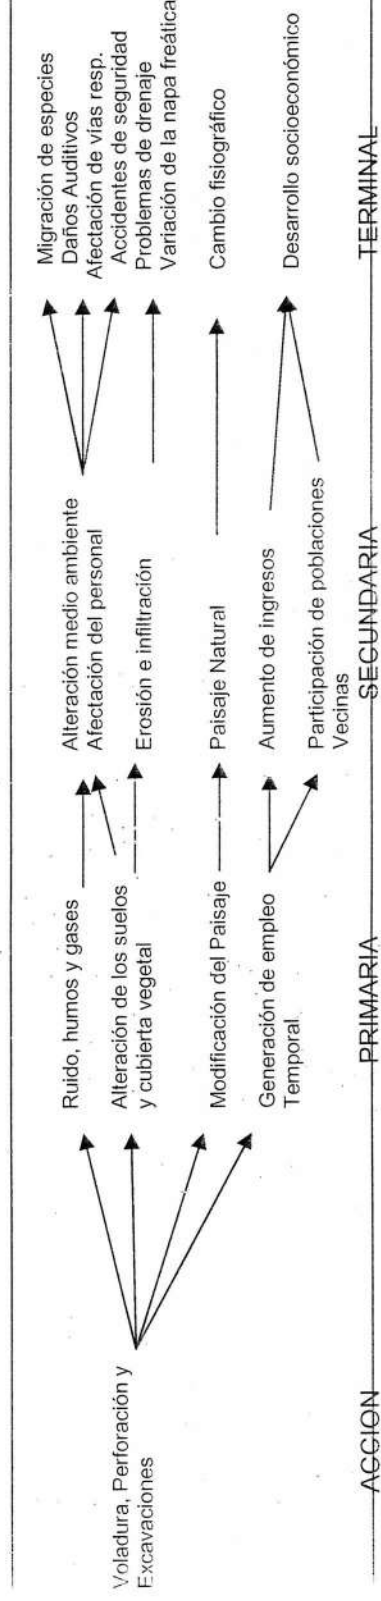 Voladura, Perforación y
Excavaciones
Ruido, humos y gases
Alteración de los suelos
y cubierta vegetal
Modificación del Paisaje
Generación de empleo
Temporal
Alteración medio ambiente
Afectación del personal
Erosión e infiltración
Paisaje Natural
Aumento de ingresos
Participación de poblaciones
Vecinas
Migración de especies
Daños Auditivos
Afectación de vías resp.
Accidentes de seguridad
Problemas de drenaje
Variación de la napa freática
Cambio fisiográfico
Desarrollo socioeconómico
ACCION
PRIMARIA
SECUNDARIA
TERMINAL